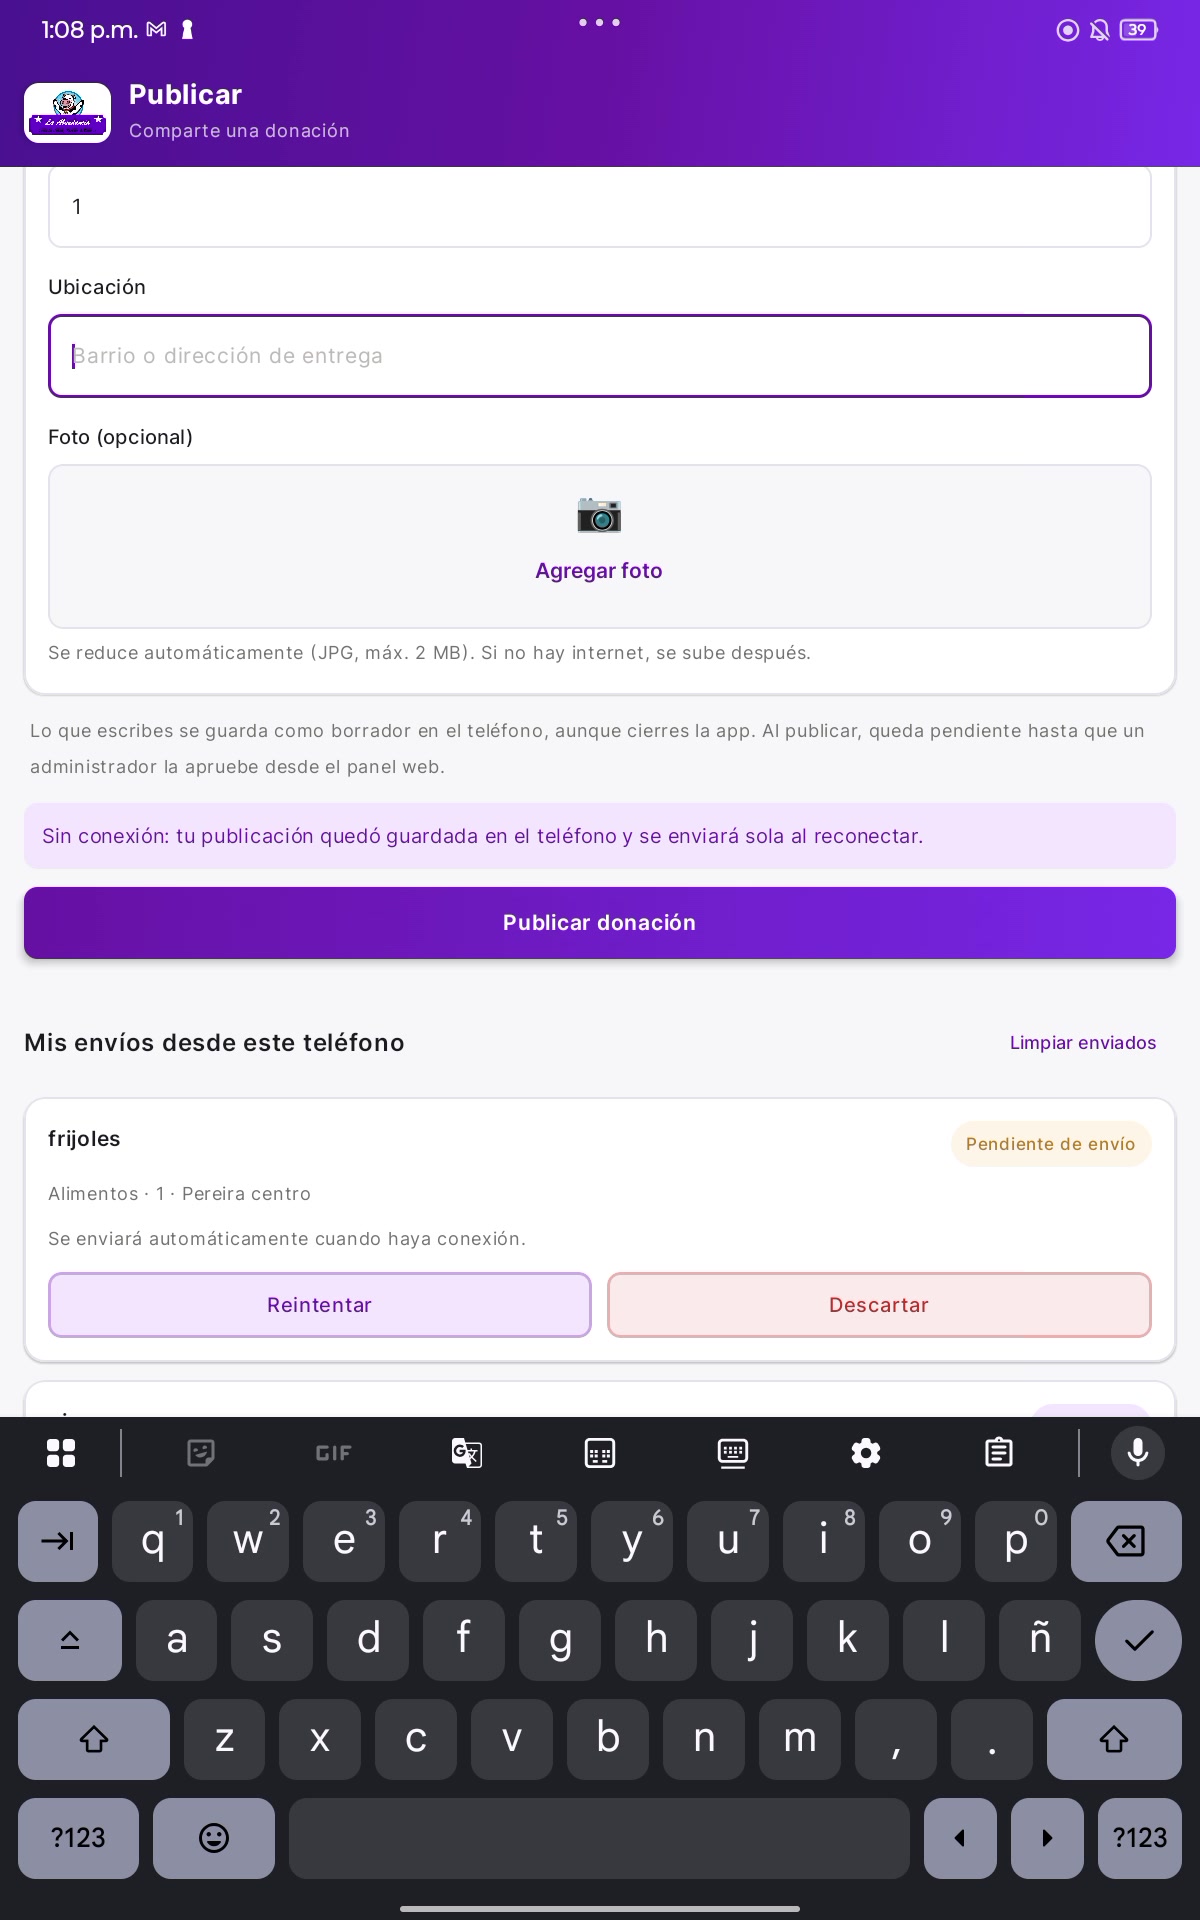 1:08 p.m.
39
Publicar
Comparte una donación
1
Ubicación
Barrio o dirección de entrega
Foto (opcional)
Agregar foto
Se reduce automáticamente (JPG, máx. 2 MB). Si no hay internet, se sube después.
Lo que escribes se guarda como borrador en el teléfono, aunque cierres la app. Al publicar, queda pendiente hasta que un
administrador la apruebe desde el panel web.
Sin conexión: tu publicación quedó guardada en el teléfono y se enviará sola al reconectar.
Publicar donación
Mis envíos desde este teléfono
Limpiar enviados
frijoles
Pendiente de envío
Alimentos · 1 · Pereira centro
Se enviará automáticamente cuando haya conexión.
Reintentar
Descartar
GIF
q 1 w 2 e 3 r 4 t 5 y 6 u 7 i 8 o 9 p 0
a s d f g h j k l ñ
z x c v b n m , .
?123 ?123